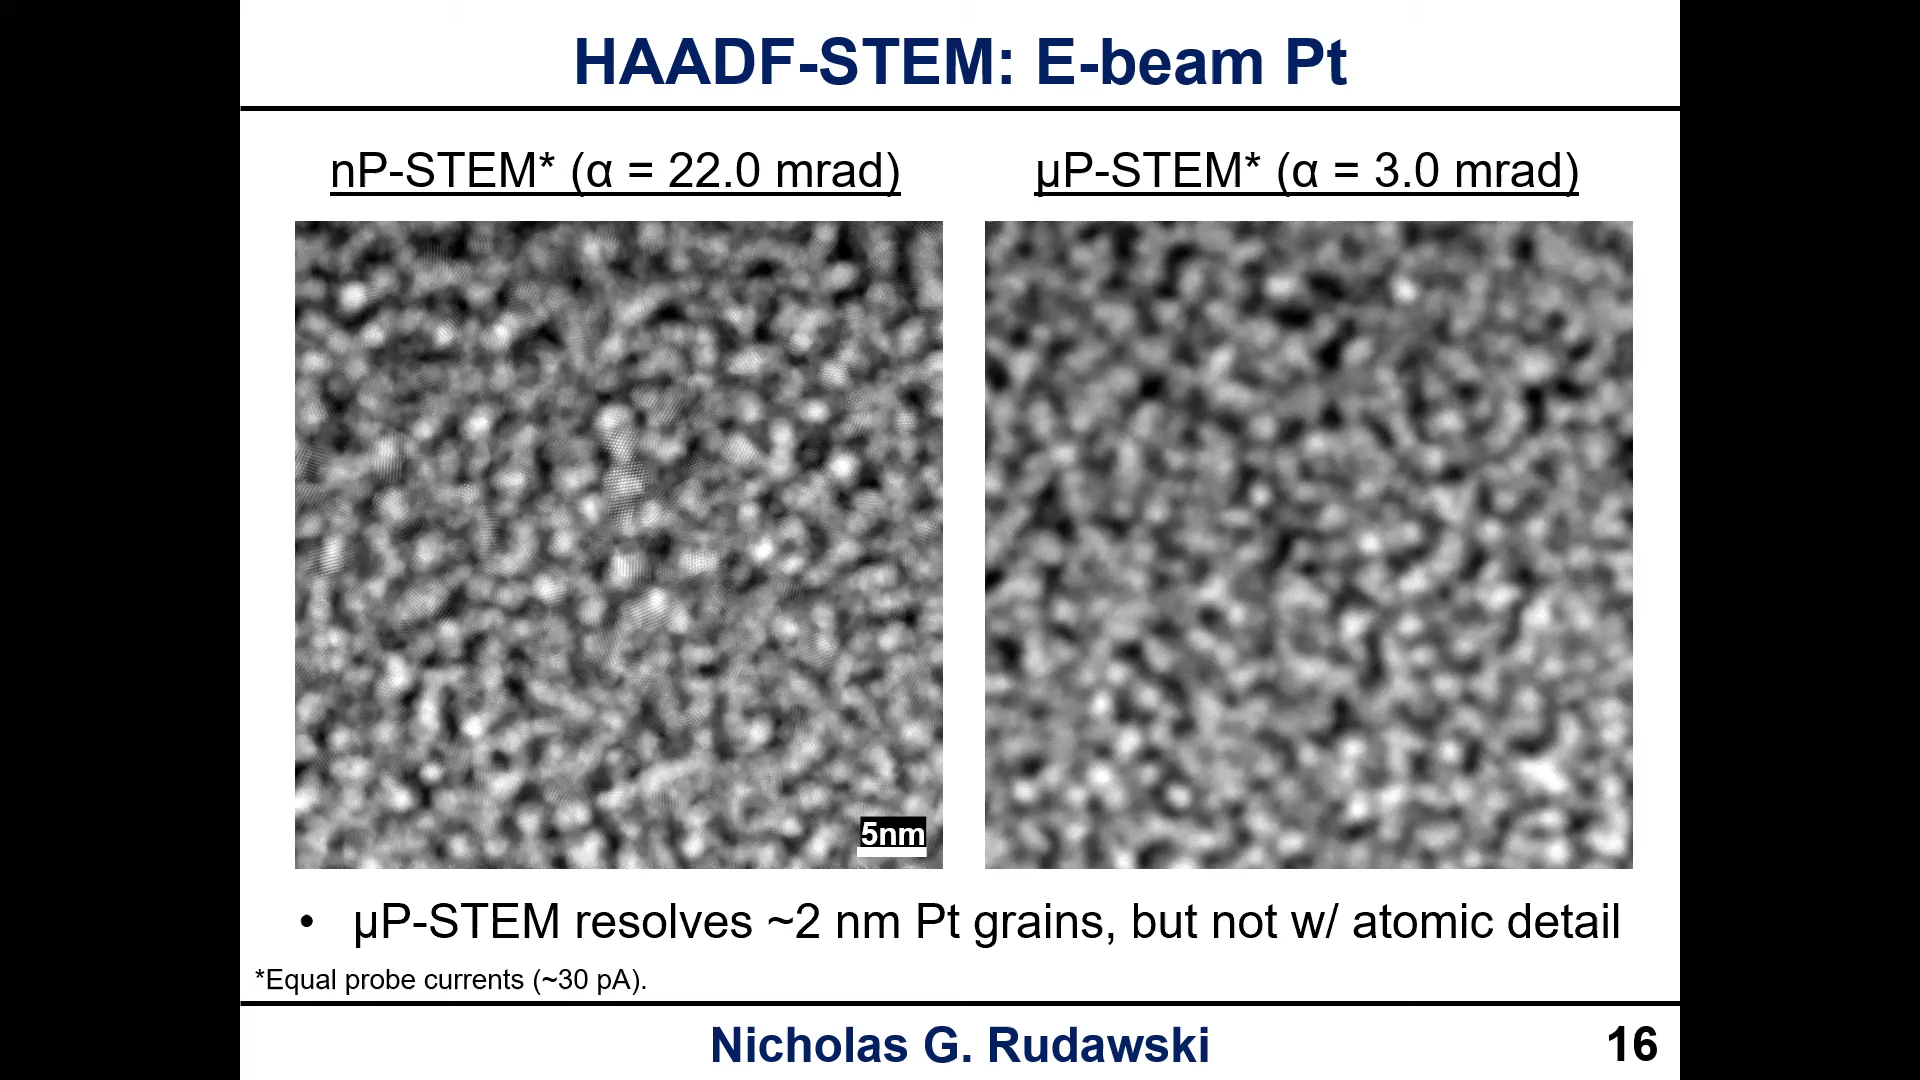 HAADF-STEM: E-beam Pt
nP-STEM* (α = 22.0 mrad)
µP-STEM* (α = 3.0 mrad)
5nm
• µP-STEM resolves ~2 nm Pt grains, but not w/ atomic detail
*Equal probe currents (~30 pA).
Nicholas G. Rudawski
16